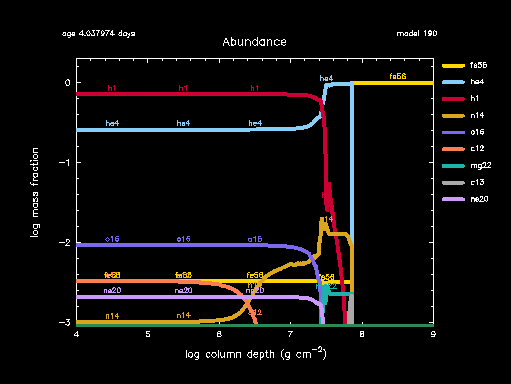 age 4.037974 days
model 190
Abundance
he4
fe56
fe56
he4
h1 h1 h1
h1
n14
he4 he4 he4
o16
c12
mg22
c13
n14
ne20
o16 o16 o16
fe56 fe56 fe56 fe56
ne20 ne20 ne20
n14 n14
c12
0
−1
−2
−3
4 5 6 7 8 9
log mass fraction
log column depth (g cm−2)